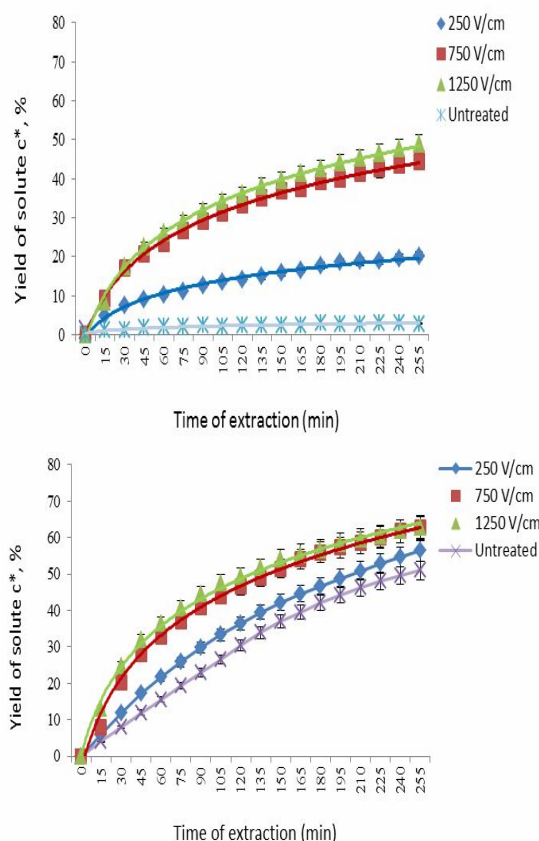 80
70
60
50
40
30
20
10
0
Yield of solute c*, %
0 15 30 45 60 75 90 105 120 135 150 165 180 195 210 225 240 255
Time of extraction (min)
250 V/cm
750 V/cm
1250 V/cm
Untreated
80
70
60
50
40
30
20
10
0
Yield of solute c*, %
0 15 30 45 60 75 90 105 120 135 150 165 180 195 210 225 240 255
Time of extraction (min)
250 V/cm
750 V/cm
1250 V/cm
Untreated